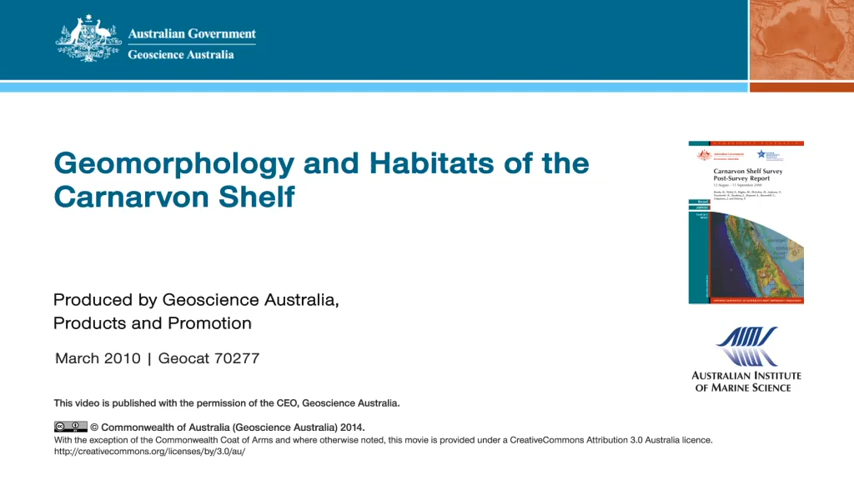 Australian Government
Geoscience Australia
Geomorphology and Habitats of the
Carnarvon Shelf
Carnarvon Shelf Survey
Post-Survey Report
Produced by Geoscience Australia,
Products and Promotion
March 2010 | Geocat 70277
AIMS
AUSTRALIAN INSTITUTE
OF MARINE SCIENCE
This video is published with the permission of the CEO, Geoscience Australia.
© Commonwealth of Australia (Geoscience Australia) 2014.
With the exception of the Commonwealth Coat of Arms and where otherwise noted, this movie is provided under a CreativeCommons Attribution 3.0 Australia licence.
http://creativecommons.org/licenses/by/3.0/au/